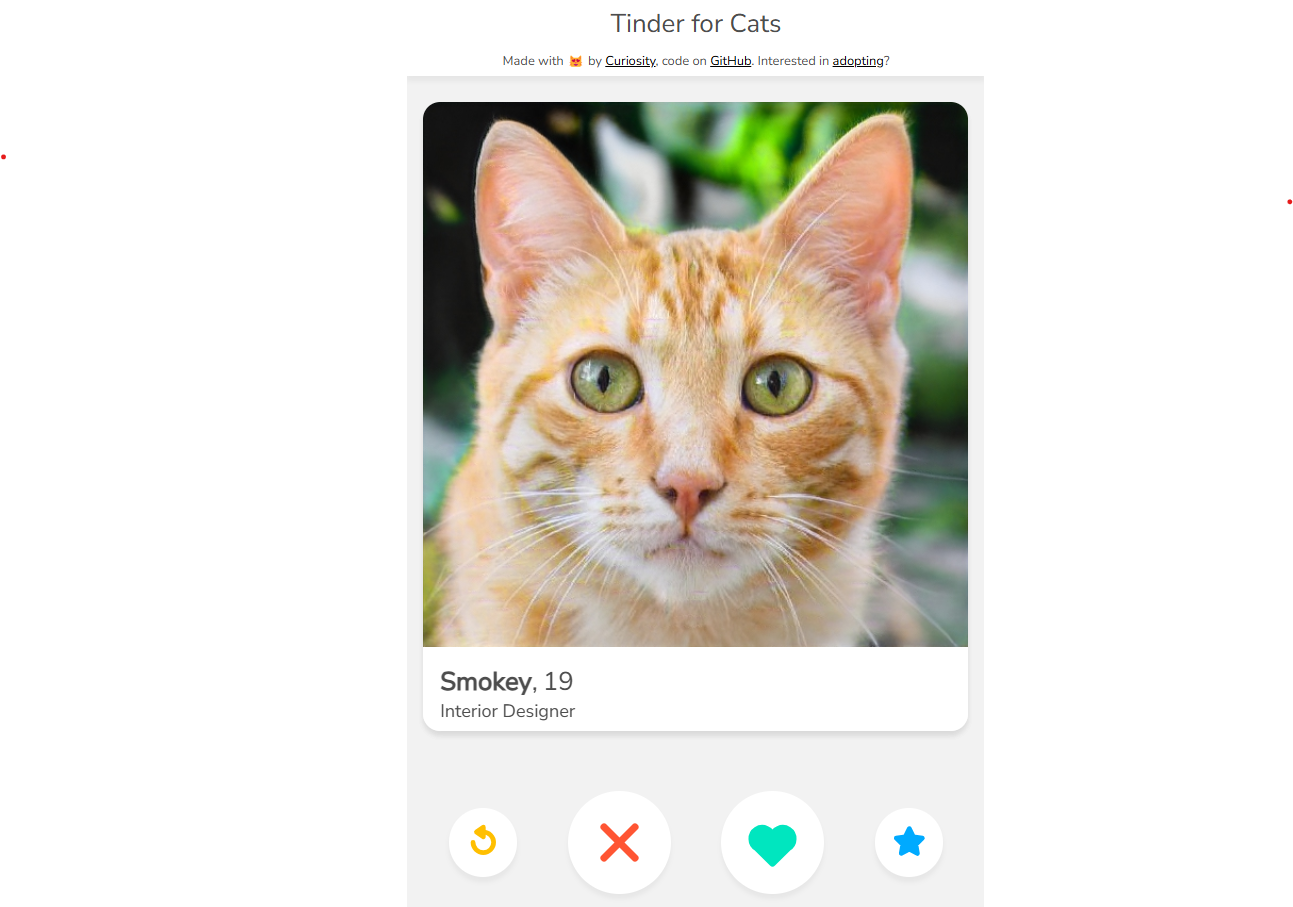 Tinder for Cats
Made with 😻 by Curiosity, code on GitHub. Interested in adopting?
Smokey, 19
Interior Designer